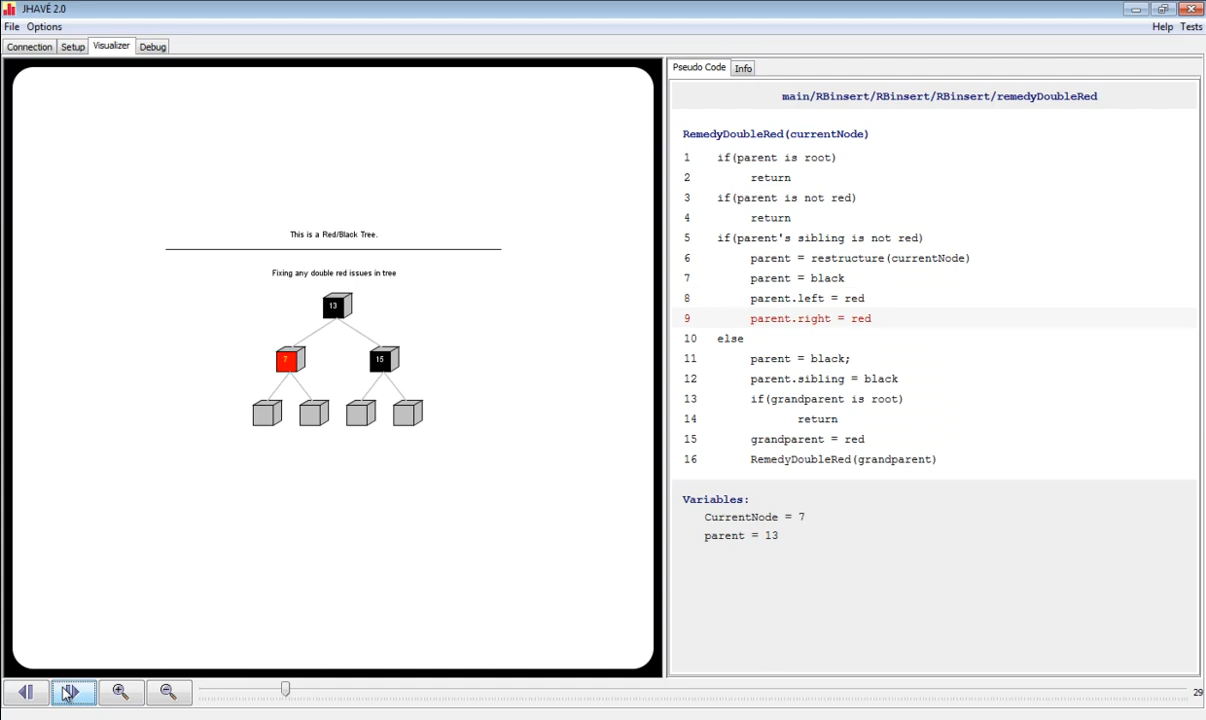 JHAVÉ 2.0
File Options Help Tests
Connection Setup Visualizer Debug
This is a Red/Black Tree.
Fixing any double red issues in tree
13
7 15
Pseudo Code Info
main/RBinsert/RBinsert/RBinsert/remedyDoubleRed
RemedyDoubleRed(currentNode)
1 if(parent is root)
2 return
3 if(parent is not red)
4 return
5 if(parent's sibling is not red)
6 parent = restructure(currentNode)
7 parent = black
8 parent.left = red
9 parent.right = red
10 else
11 parent = black;
12 parent.sibling = black
13 if(grandparent is root)
14 return
15 grandparent = red
16 RemedyDoubleRed(grandparent)
Variables:
CurrentNode = 7
parent = 13
29